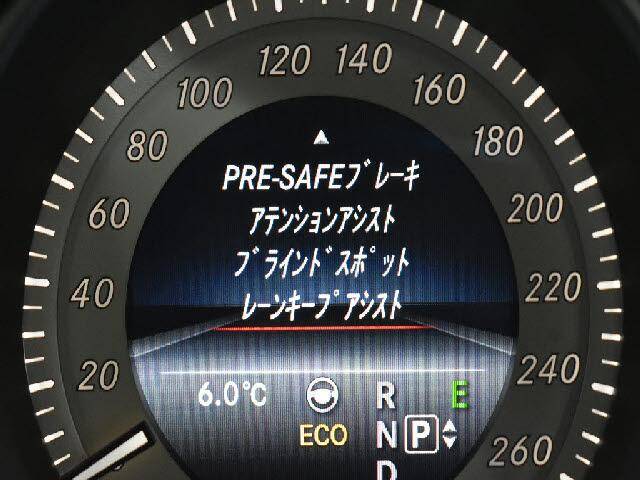 120 140
100 160
80 180
60 200
40 220
20 240
260
▲
PRE-SAFEブレーキ
アテンションアシスト
ブラインドスポット
レーンキープアシスト
6.0℃ R E
ECO N P
D